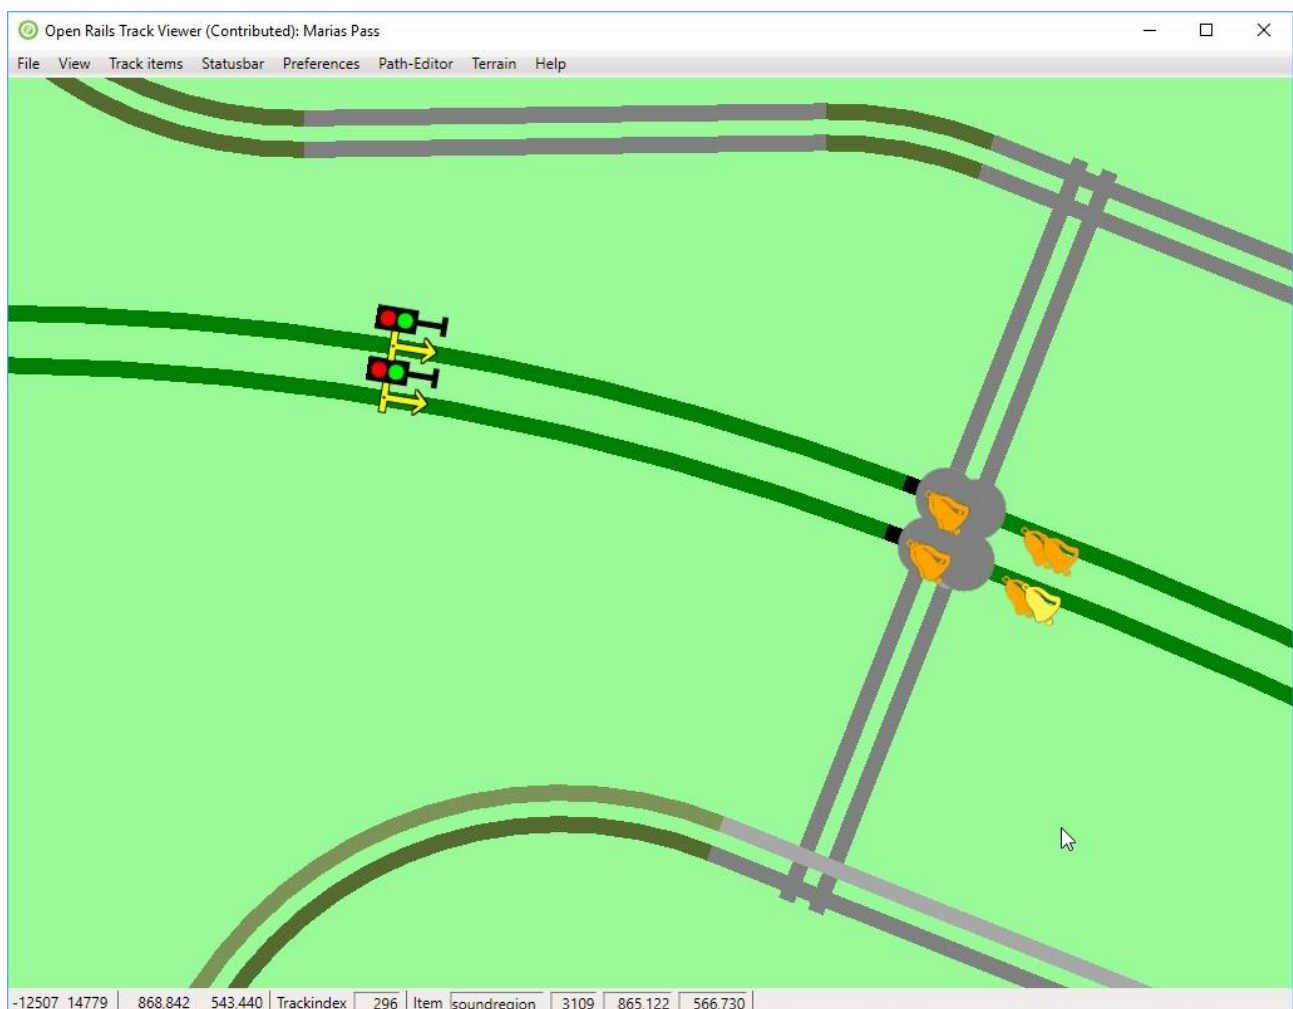 Open Rails Track Viewer (Contributed): Marias Pass
File View Track items Statusbar Preferences Path-Editor Terrain Help
-12507 14779 868.842 543.440 Trackindex 296 Item soundregion 3109 865.122 566.730